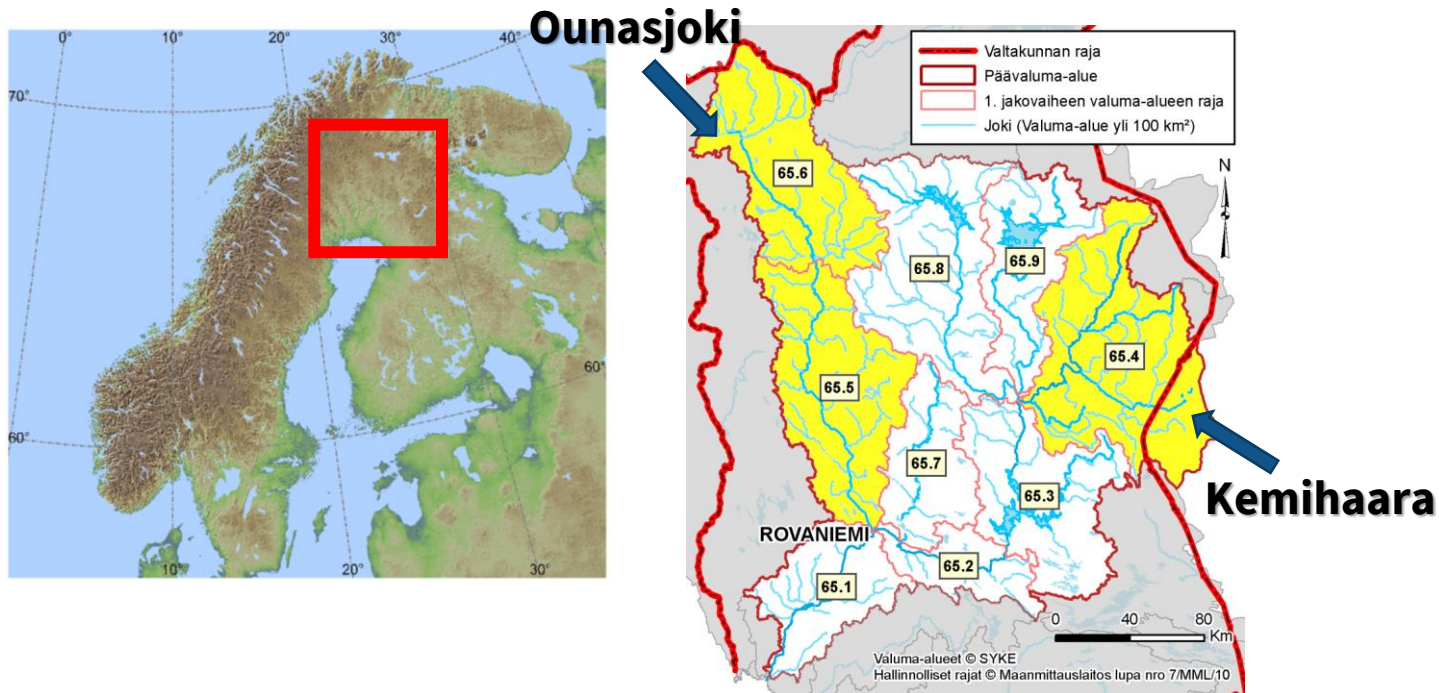 Ounasjoki
0°
10°
20°
30°
40°
70°
60°
60°
10°
20°
30°
Valtakunnan raja
Päävaluma-alue
1. jakovaiheen valuma-alueen raja
Joki (Valuma-alue yli 100 km²)
N
65.6
65.8
65.9
65.4
65.5
65.7
65.3
Kemihaara
ROVANIEMI
65.2
65.1
0 40 80
Km
Valuma-alueet © SYKE
Hallinnolliset rajat © Maanmittauslaitos lupa nro 7/MML/10